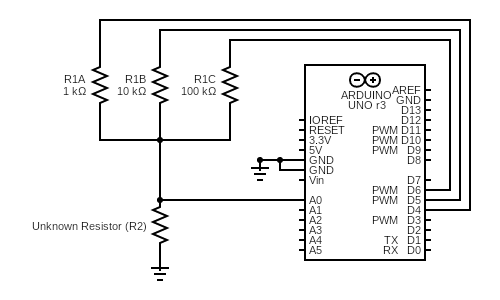 R1A
1 kΩ
R1B
10 kΩ
R1C
100 kΩ
ARDUINO
UNO r3
IOREF
RESET
3.3V
5V
GND
GND
Vin
A0
A1
A2
A3
A4
A5
AREF
GND
D13
D12
PWM D11
PWM D10
PWM D9
D8
D7
PWM D6
PWM D5
D4
PWM D3
D2
TX D1
RX D0
Unknown Resistor (R2)